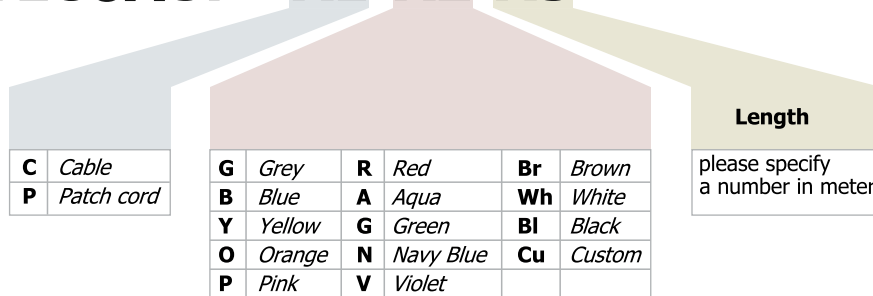 Length
C Cable
P Patch cord
G Grey R Red Br Brown
B Blue A Aqua Wh White
Y Yellow G Green Bl Black
O Orange N Navy Blue Cu Custom
P Pink V Violet
please specify
a number in meter